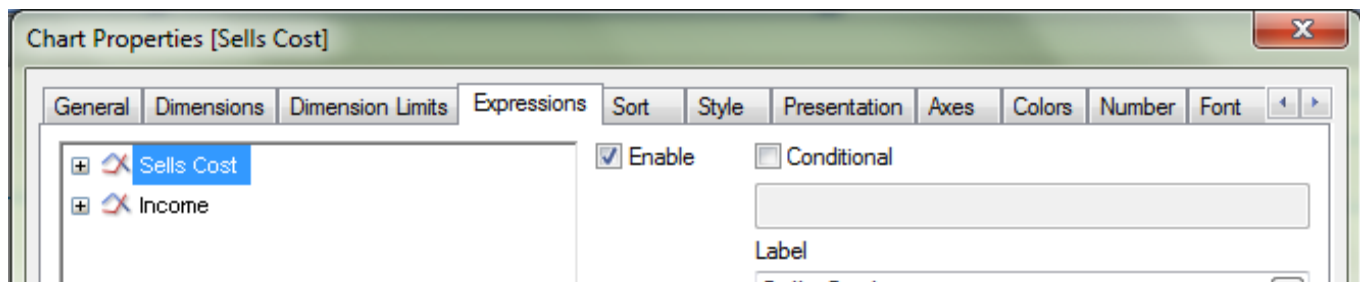 Chart Properties [Sells Cost]
General Dimensions Dimension Limits Expressions Sort Style Presentation Axes Colors Number Font
Sells Cost Enable Conditional
Income
Label